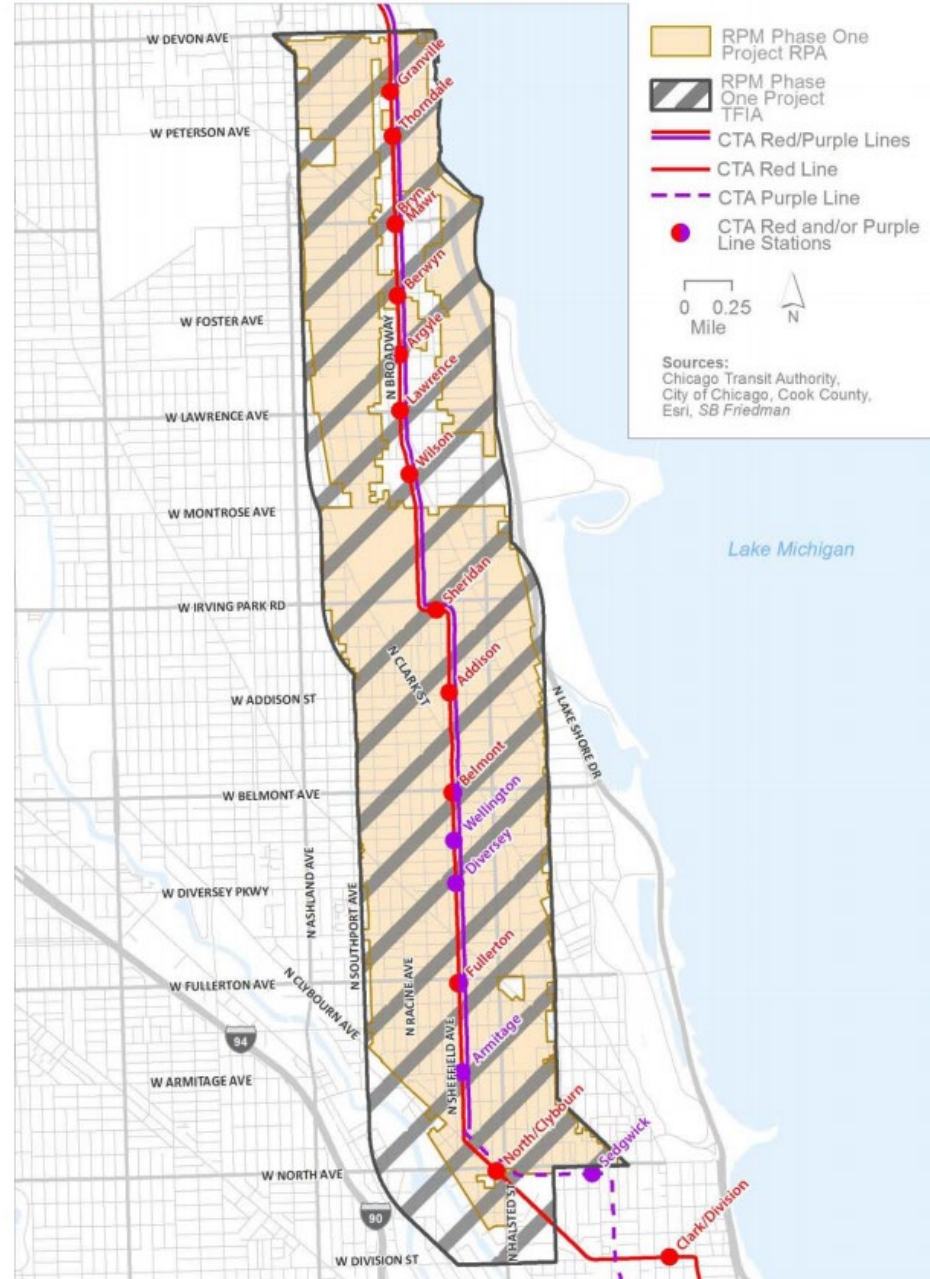 RPM Phase One
Project RPA
RPM Phase
One Project
TFIA
CTA Red/Purple Lines
CTA Red Line
CTA Purple Line
CTA Red and/or Purple
Line Stations
0 0.25
Mile
N
Sources:
Chicago Transit Authority,
City of Chicago, Cook County,
Esri, SB Friedman
W DEVON AVE
Granville
Thorndale
W PETERSON AVE
Bryn
Mawr
Berwyn
W FOSTER AVE
Argyle
N BROADWAY
Lawrence
W LAWRENCE AVE
Wilson
W MONTROSE AVE
Lake Michigan
Sheridan
W IRVING PARK RD
N CLARK ST
Addison
W ADDISON ST
N LAKE SHORE DR
Belmont
W BELMONT AVE
Wellington
Diversey
W DIVERSEY PKWY
N ASHLAND AVE
N SOUTHPORT AVE
Fullerton
W FULLERTON AVE
N CLYBOURN AVE
N RACINE AVE
94
Armitage
N SHEFFIELD AVE
W ARMITAGE AVE
North/Clybourn
Sedgwick
W NORTH AVE
90
N HALSTED ST
Clark/Division
W DIVISION ST